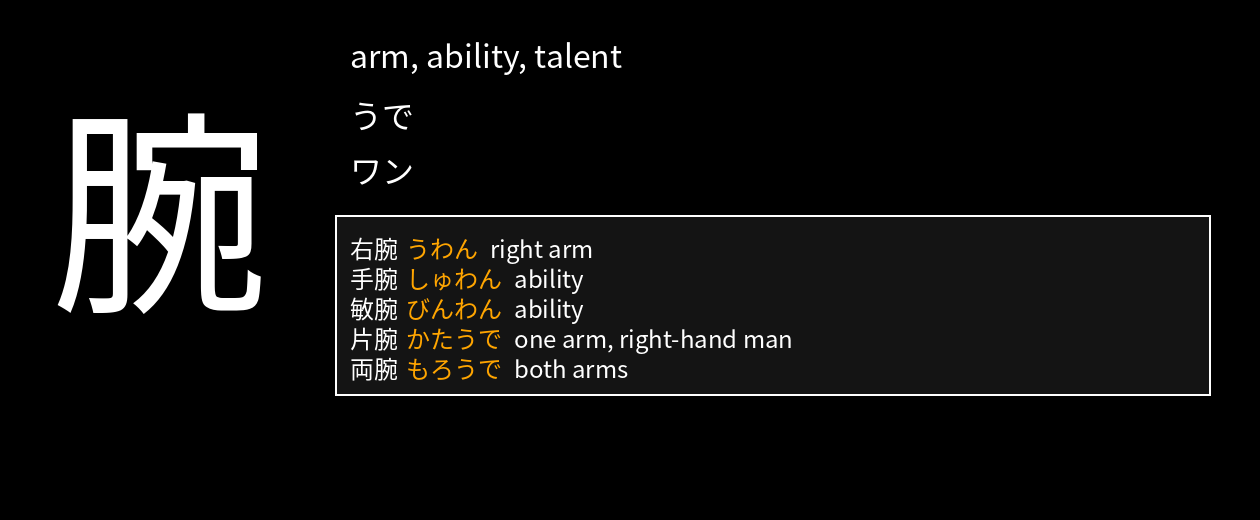 腕
arm, ability, talent
うで
ワン
右腕 うわん right arm
手腕 しゅわん ability
敏腕 びんわん ability
片腕 かたうで one arm, right-hand man
両腕 もろうで both arms